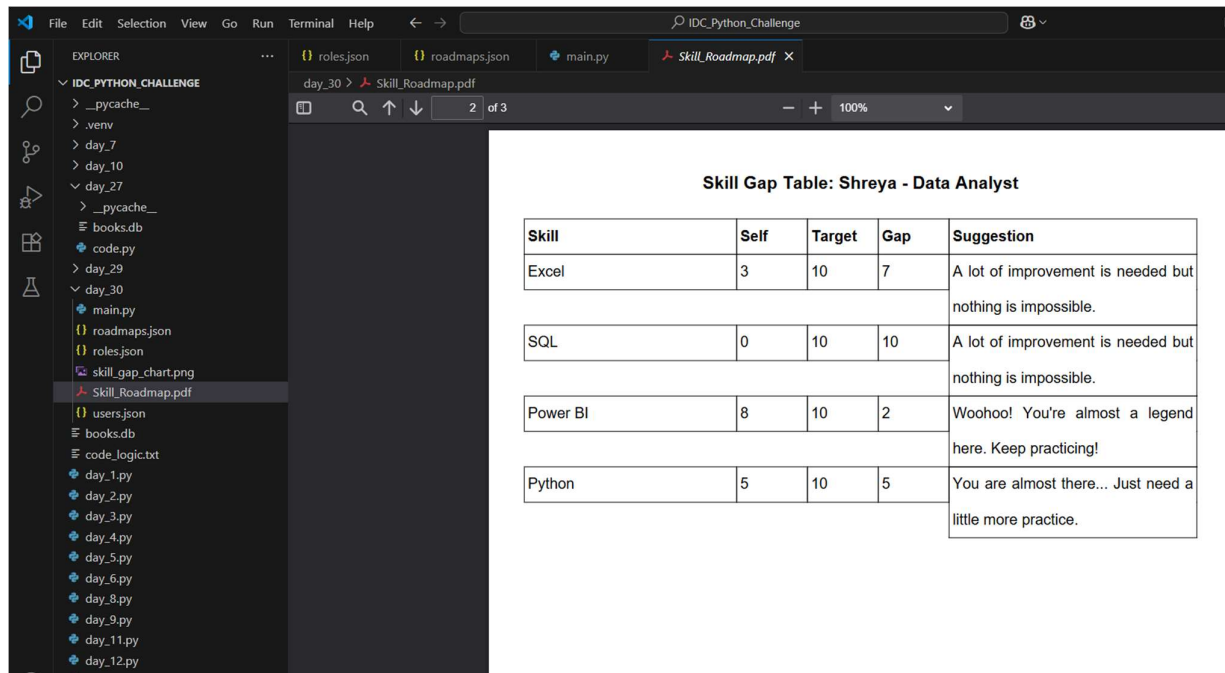 File Edit Selection View Go Run Terminal Help
IDC_Python_Challenge
EXPLORER
roles.json
roadmaps.json
main.py
Skill_Roadmap.pdf
IDC_PYTHON_CHALLENGE
day_30 > Skill_Roadmap.pdf
__pycache__
2 of 3
100%
.venv
day_7
day_10
day_27
__pycache__
books.db
code.py
day_29
day_30
main.py
roadmaps.json
roles.json
skill_gap_chart.png
Skill_Roadmap.pdf
users.json
books.db
code_logic.txt
day_1.py
day_2.py
day_3.py
day_4.py
day_5.py
day_6.py
day_8.py
day_9.py
day_11.py
day_12.py
Skill Gap Table: Shreya - Data Analyst
Skill Self Target Gap Suggestion
Excel 3 10 7 A lot of improvement is needed but
nothing is impossible.
SQL 0 10 10 A lot of improvement is needed but
nothing is impossible.
Power BI 8 10 2 Woohoo! You're almost a legend
here. Keep practicing!
Python 5 10 5 You are almost there... Just need a
little more practice.